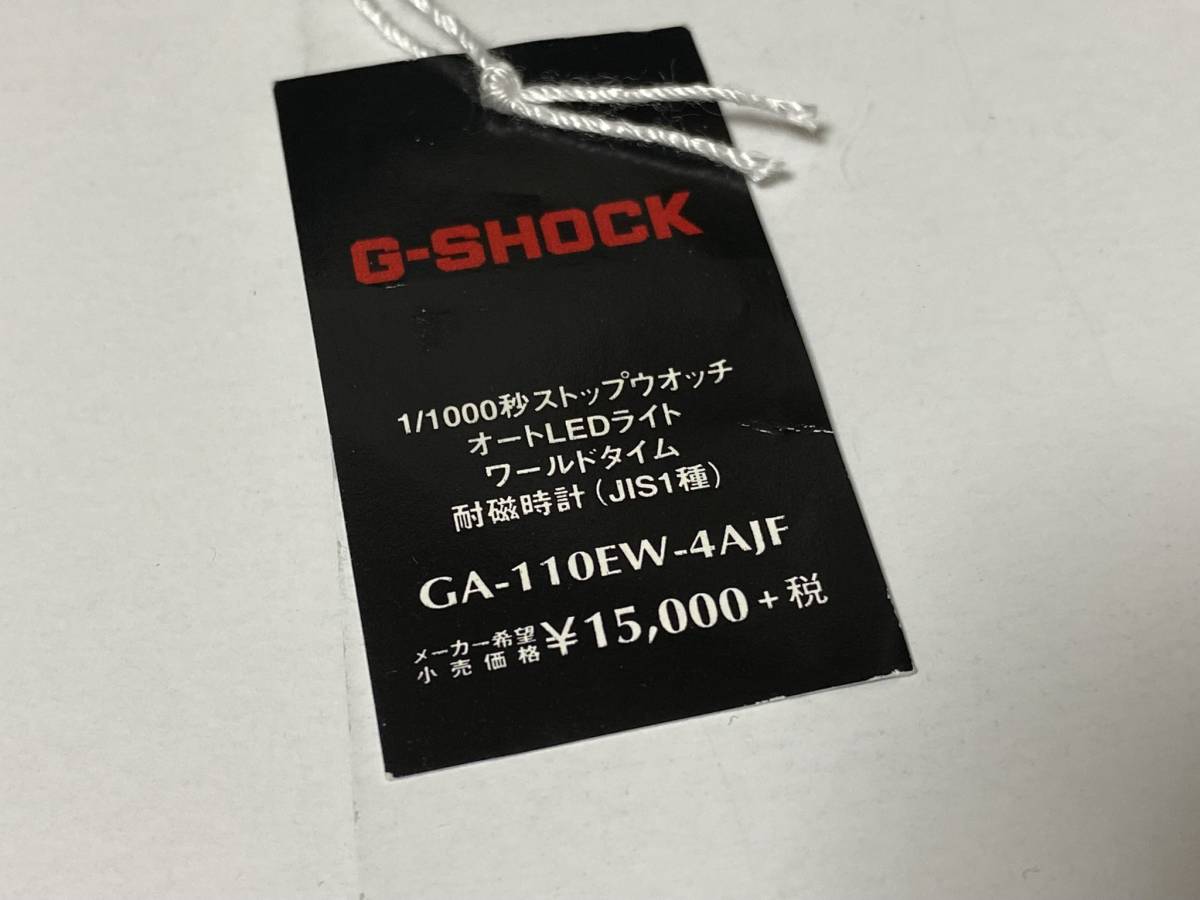 G-SHOCK
1/1000秒ストップウオッチ
オートLEDライト
ワールドタイム
耐磁時計(JIS1種)
GA-110EW-4AJF
メーカー希望
小売価格 ¥15,000+税